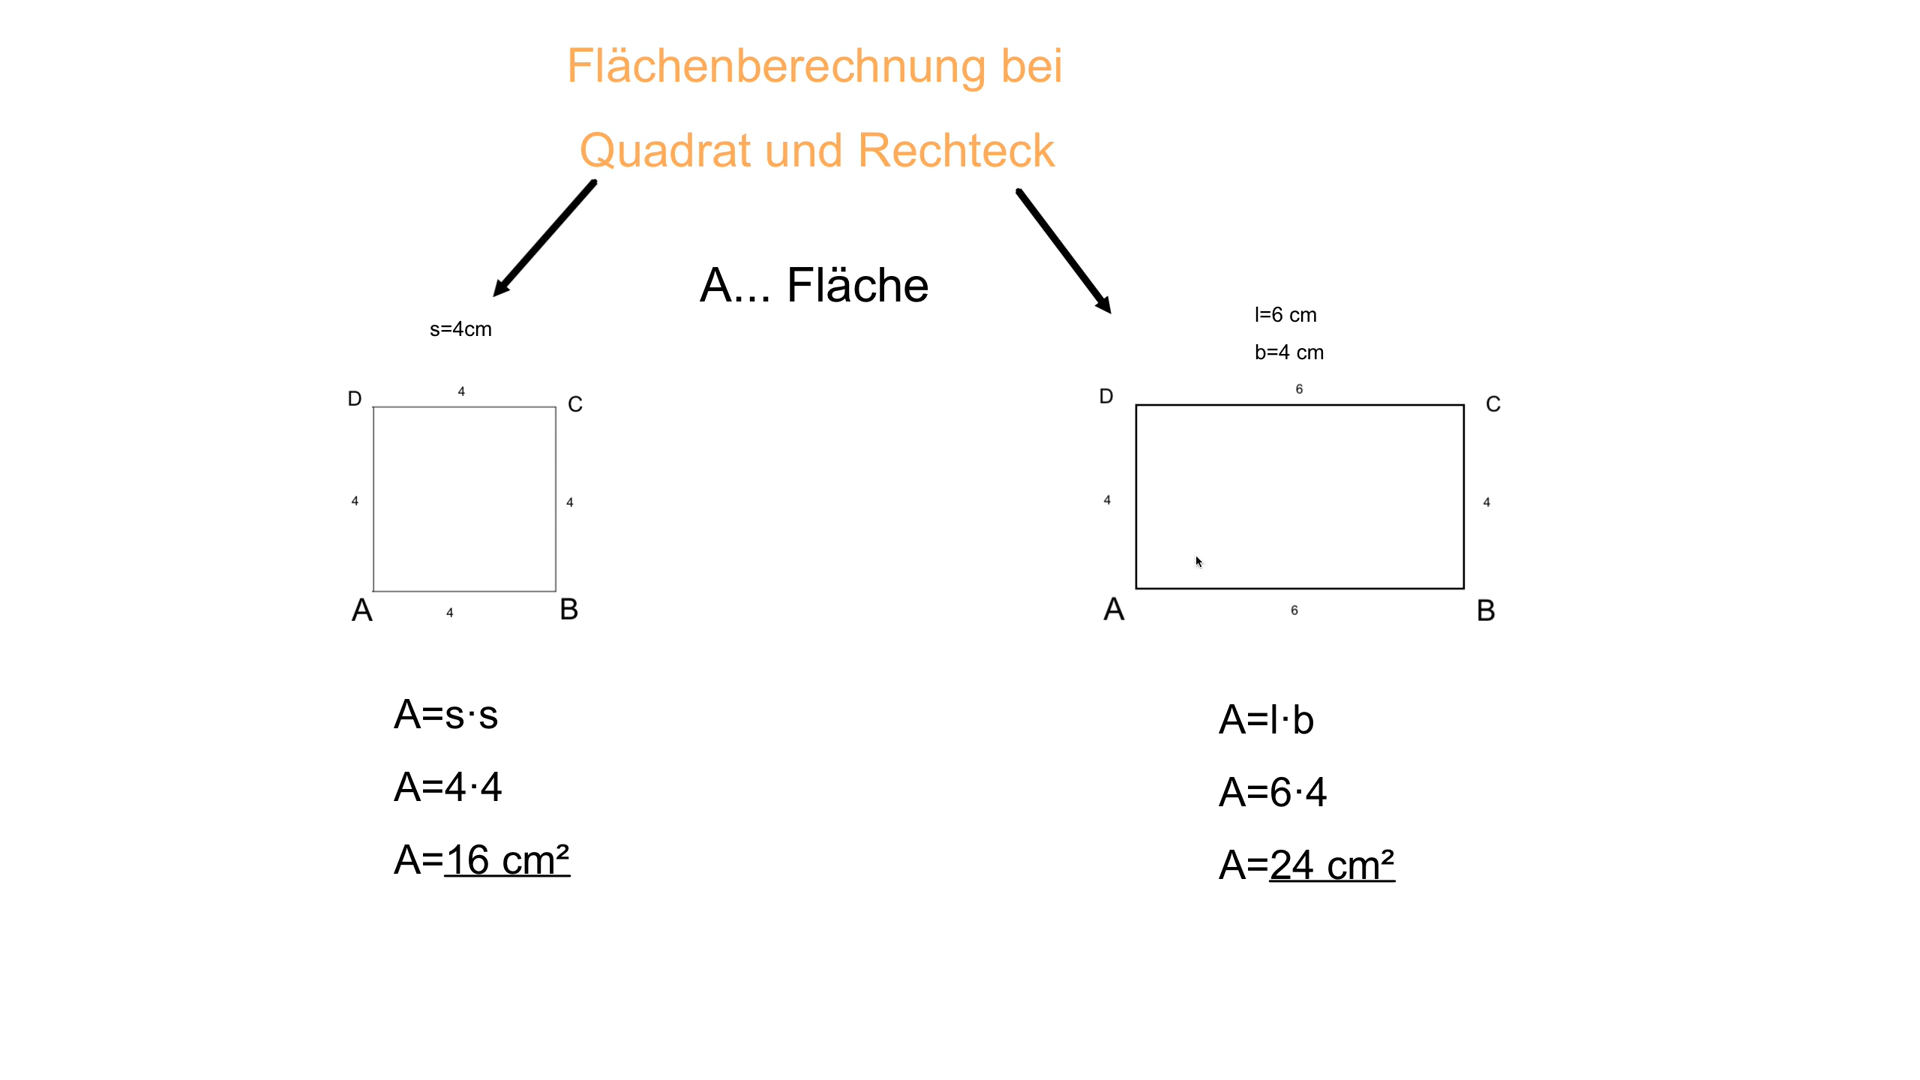 Flächenberechnung bei
Quadrat und Rechteck
A... Fläche
s=4cm
4
D
C
4
4
A
4
B
A=s·s
A=4·4
A=16 cm²
l=6 cm
b=4 cm
6
D
C
4
4
A
6
B
A=l·b
A=6·4
A=24 cm²